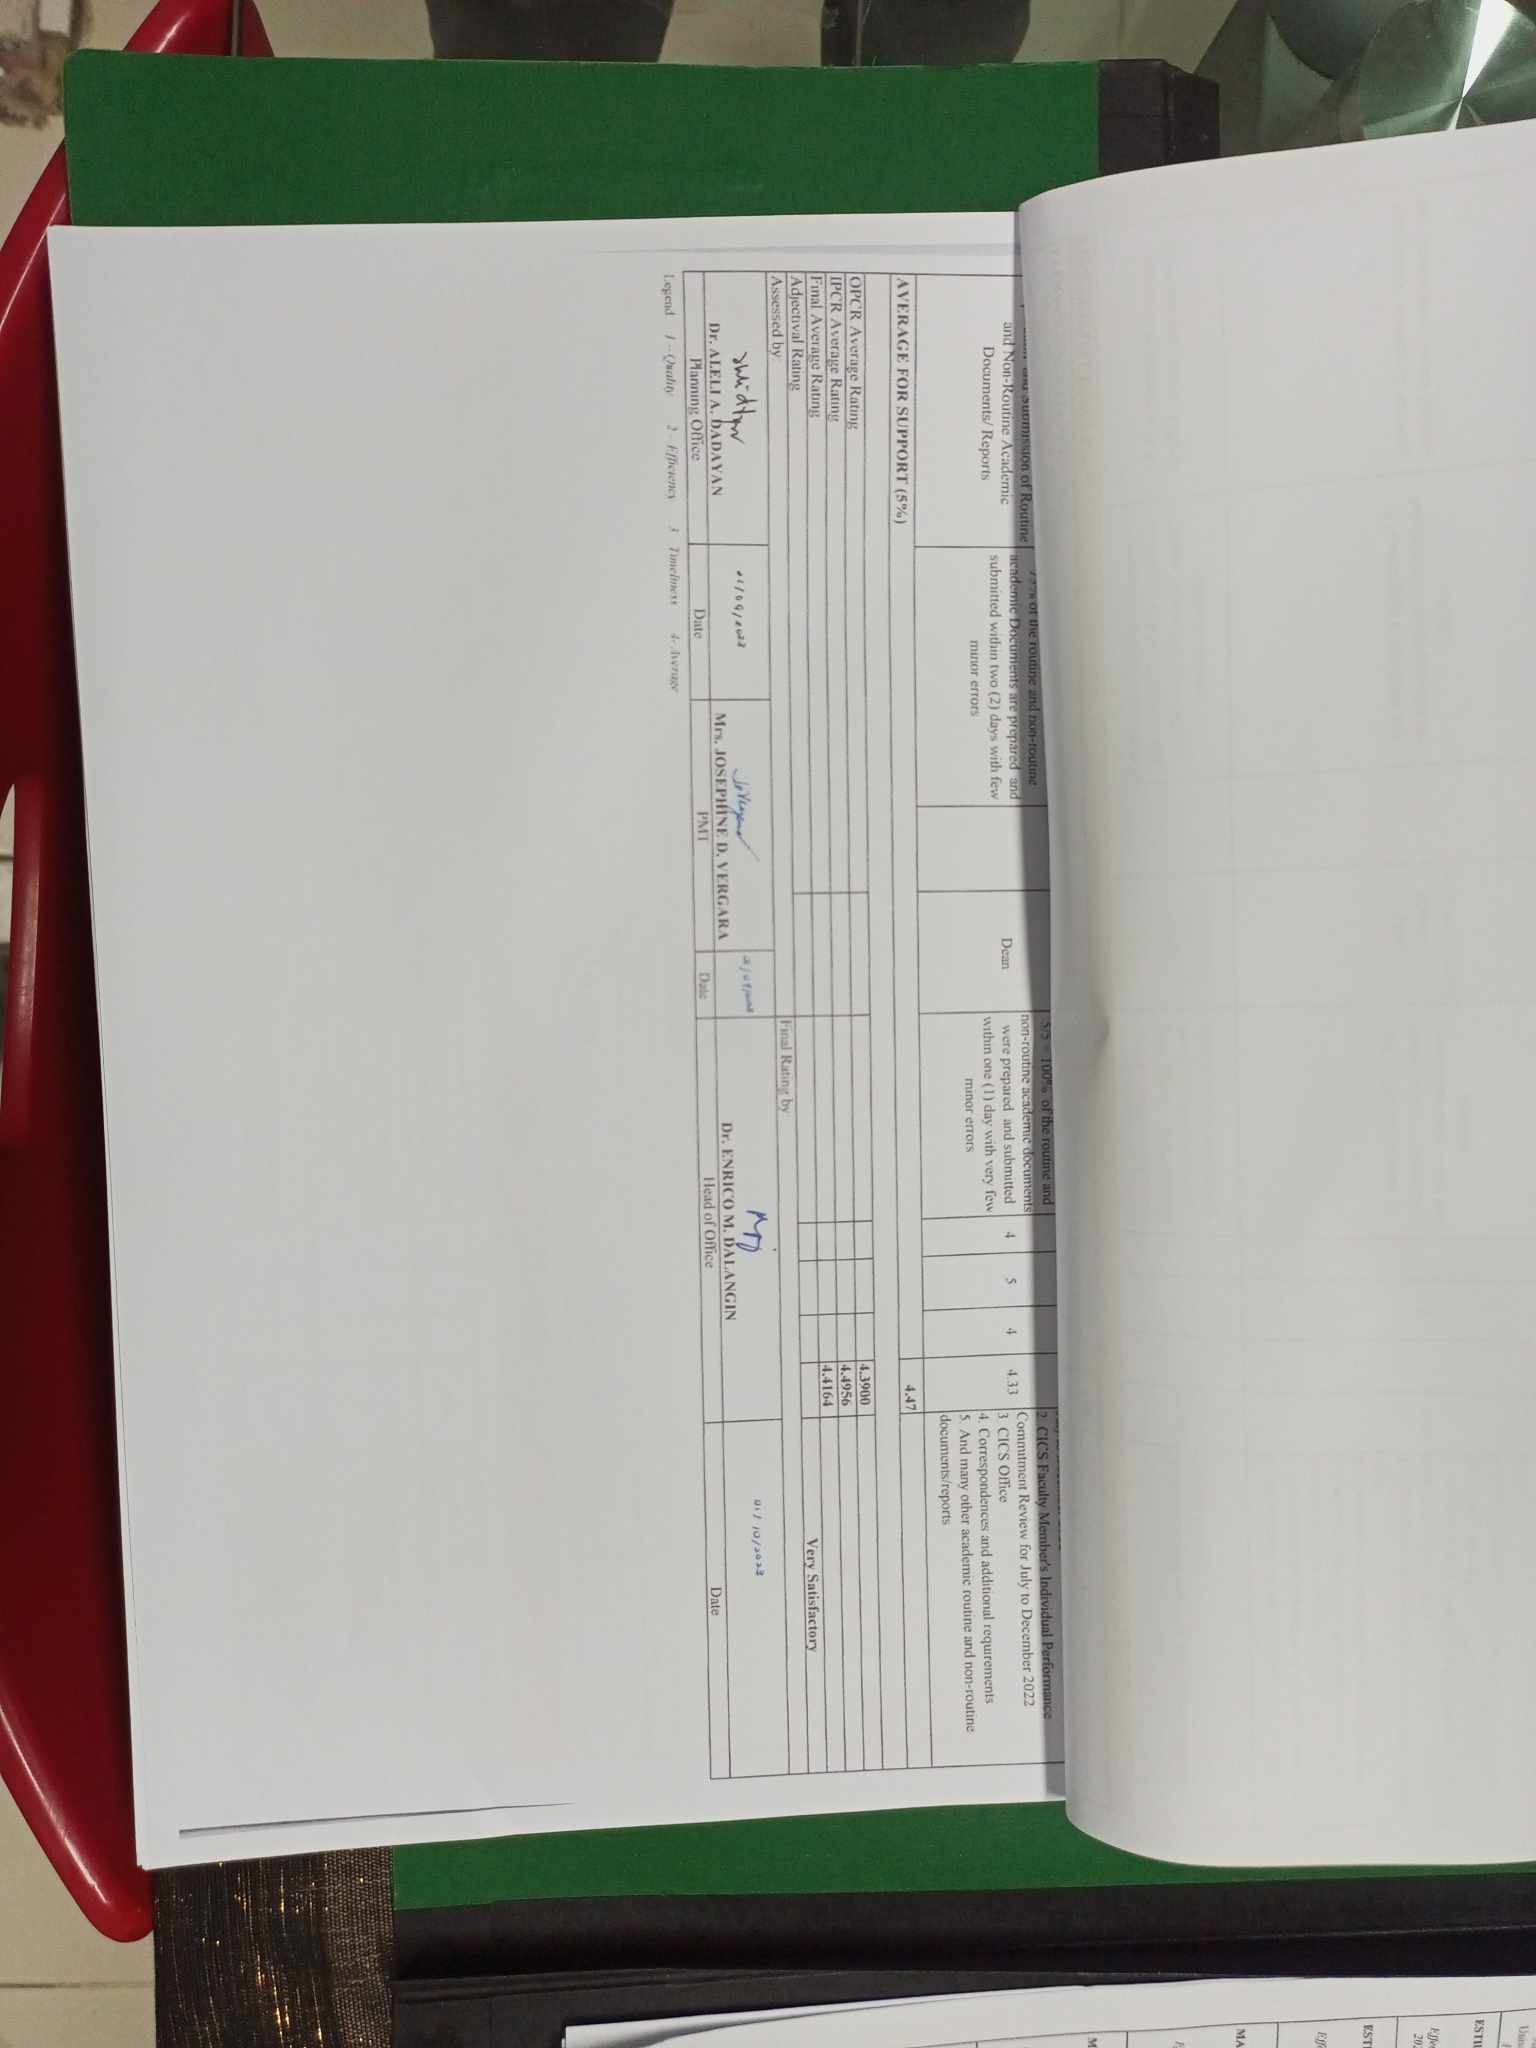 and Submission of Routine
and Non-Routine Academic
Documents/ Reports
of the routine and non-routine
academic Documents are prepared and
submitted within two (2) days with few
minor errors
Dean
5/5 = 100% of the routine and
non-routine academic documents
were prepared and submitted
within one (1) day with very few
minor errors
4
5
4
4.33
2. CICS Faculty Member's Individual Performance
Commitment Review for July to December 2022
3. CICS Office
4. Correspondences and additional requirements
5. And many other academic routine and non-routine
documents/reports
AVERAGE FOR SUPPORT (5%) 4.47
OPCR Average Rating 4.3900
IPCR Average Rating 4.4956
Final Average Rating 4.4164
Adjectival Rating Very Satisfactory
Assessed by: Final Rating by:
01/09/2023
01/10/2023
Dr. ALELI A. DADAYAN
Mrs. JOSEPHINE D. VERGARA
Dr. ENRICO M. DALANGIN
Planning Office Date PMT Date Head of Office Date
Legend: 1 - Quality 2 - Efficiency 3 Timeliness 4- Average
ESTI
MA